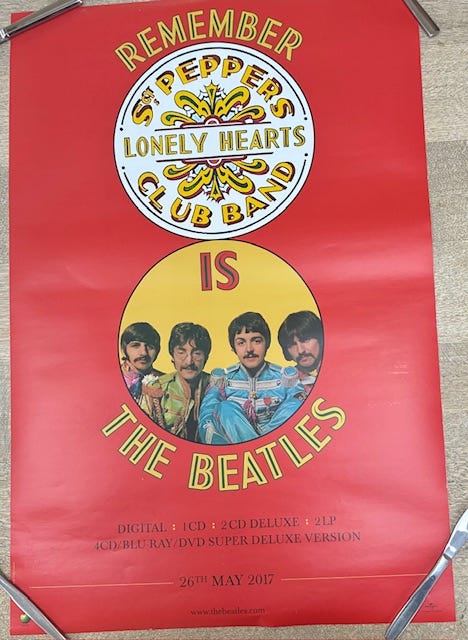 REMEMBER
SGT PEPPERS
LONELY HEARTS
CLUB BAND
IS
THE BEATLES
DIGITAL : 1CD : 2CD DELUXE : 2LP
4CD/BLU-RAY/DVD SUPER DELUXE VERSION
26TH MAY 2017
www.thebeatles.com